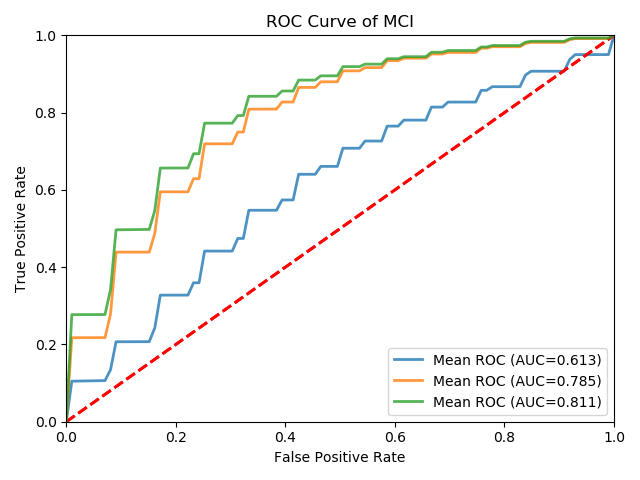 ROC Curve of MCI
True Positive Rate
1.0
0.8
0.6
0.4
0.2
0.0
Mean ROC (AUC=0.613)
Mean ROC (AUC=0.785)
Mean ROC (AUC=0.811)
0.0 0.2 0.4 0.6 0.8 1.0
False Positive Rate